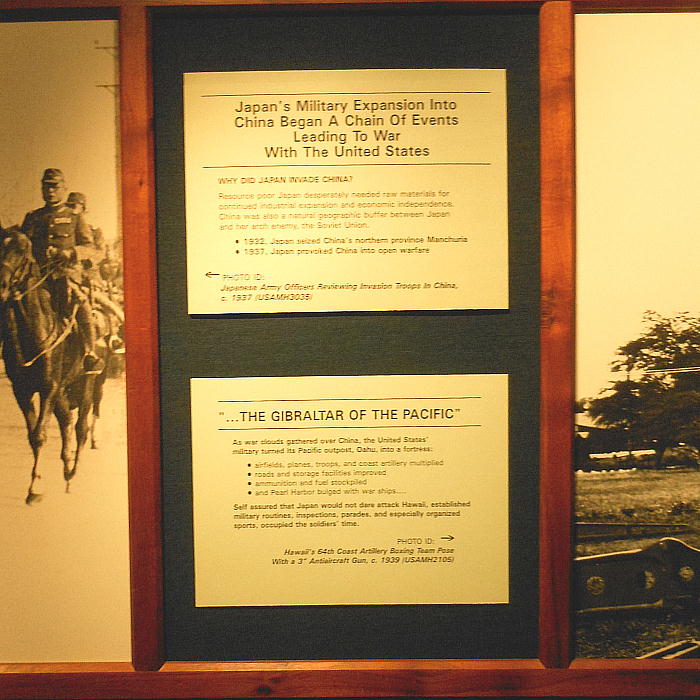 Japan's Military Expansion Into
China Began A Chain Of Events
Leading To War
With The United States
WHY DID JAPAN INVADE CHINA?
Resource poor Japan desperately needed raw materials for
continued industrial expansion and economic independence.
China was also a natural geographic buffer between Japan
and her arch enemy, the Soviet Union.
• 1932, Japan seized China's northern province Manchuria
• 1937, Japan provoked China into open warfare
← PHOTO ID:
Japanese Army Officers Reviewing Invasion Troops In China,
c. 1937 (USAMH3035)
"...THE GIBRALTAR OF THE PACIFIC"
As war clouds gathered over China, the United States'
military turned its Pacific outpost, Oahu, into a fortress:
• airfields, planes, troops, and coast artillery multiplied
• roads and storage facilities improved
• ammunition and fuel stockpiled
• and Pearl Harbor bulged with war ships....
Self assured that Japan would not dare attack Hawaii, established
military routines, inspections, parades, and especially organized
sports, occupied the soldiers' time.
PHOTO ID: →
Hawaii's 64th Coast Artillery Boxing Team Pose
With a 3" Antiaircraft Gun, c. 1939 (USAMH2105)